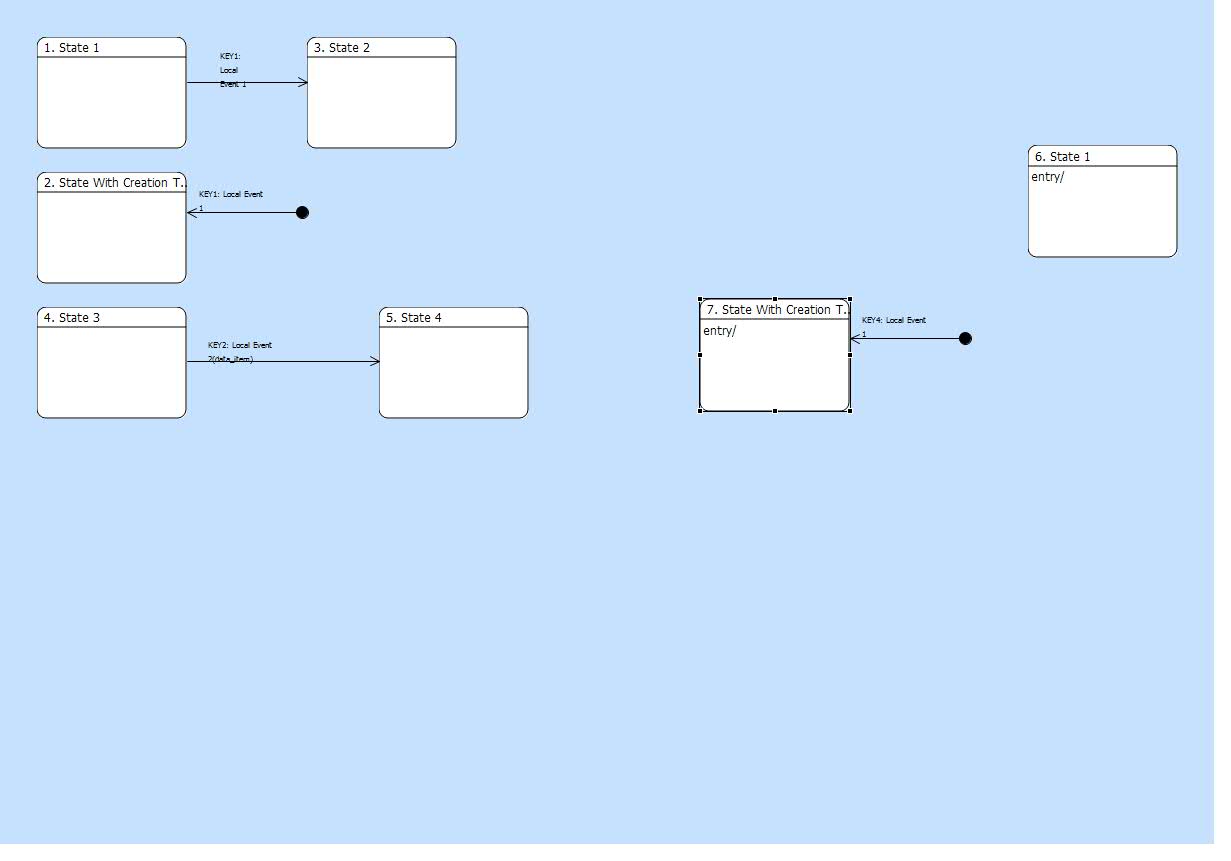 1. State 1
KEY1:
Local
Event 1
3. State 2
2. State With Creation T..
KEY1: Local Event
1
4. State 3
KEY2: Local Event
2(data_item)
5. State 4
6. State 1
entry/
7. State With Creation T..
entry/
KEY4: Local Event
1